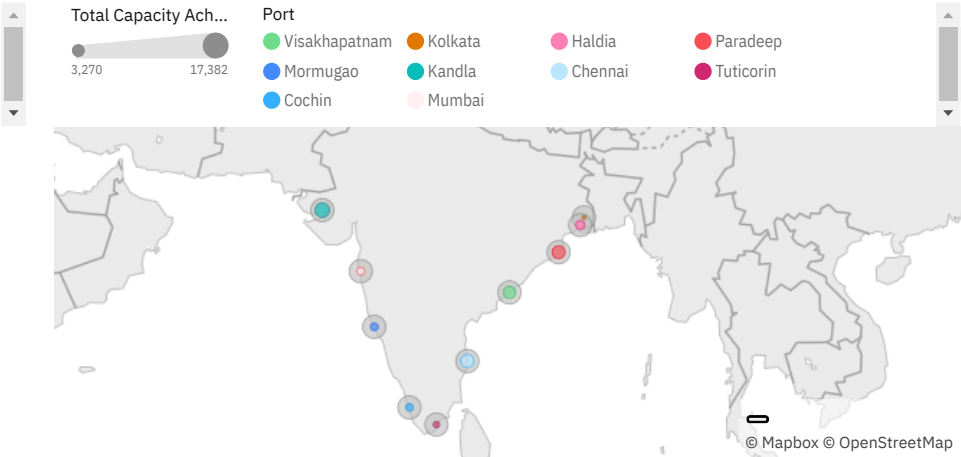 Total Capacity Ach...
3,270 17,382
Port
Visakhapatnam Kolkata Haldia Paradeep
Mormugao Kandla Chennai Tuticorin
Cochin Mumbai
© Mapbox © OpenStreetMap